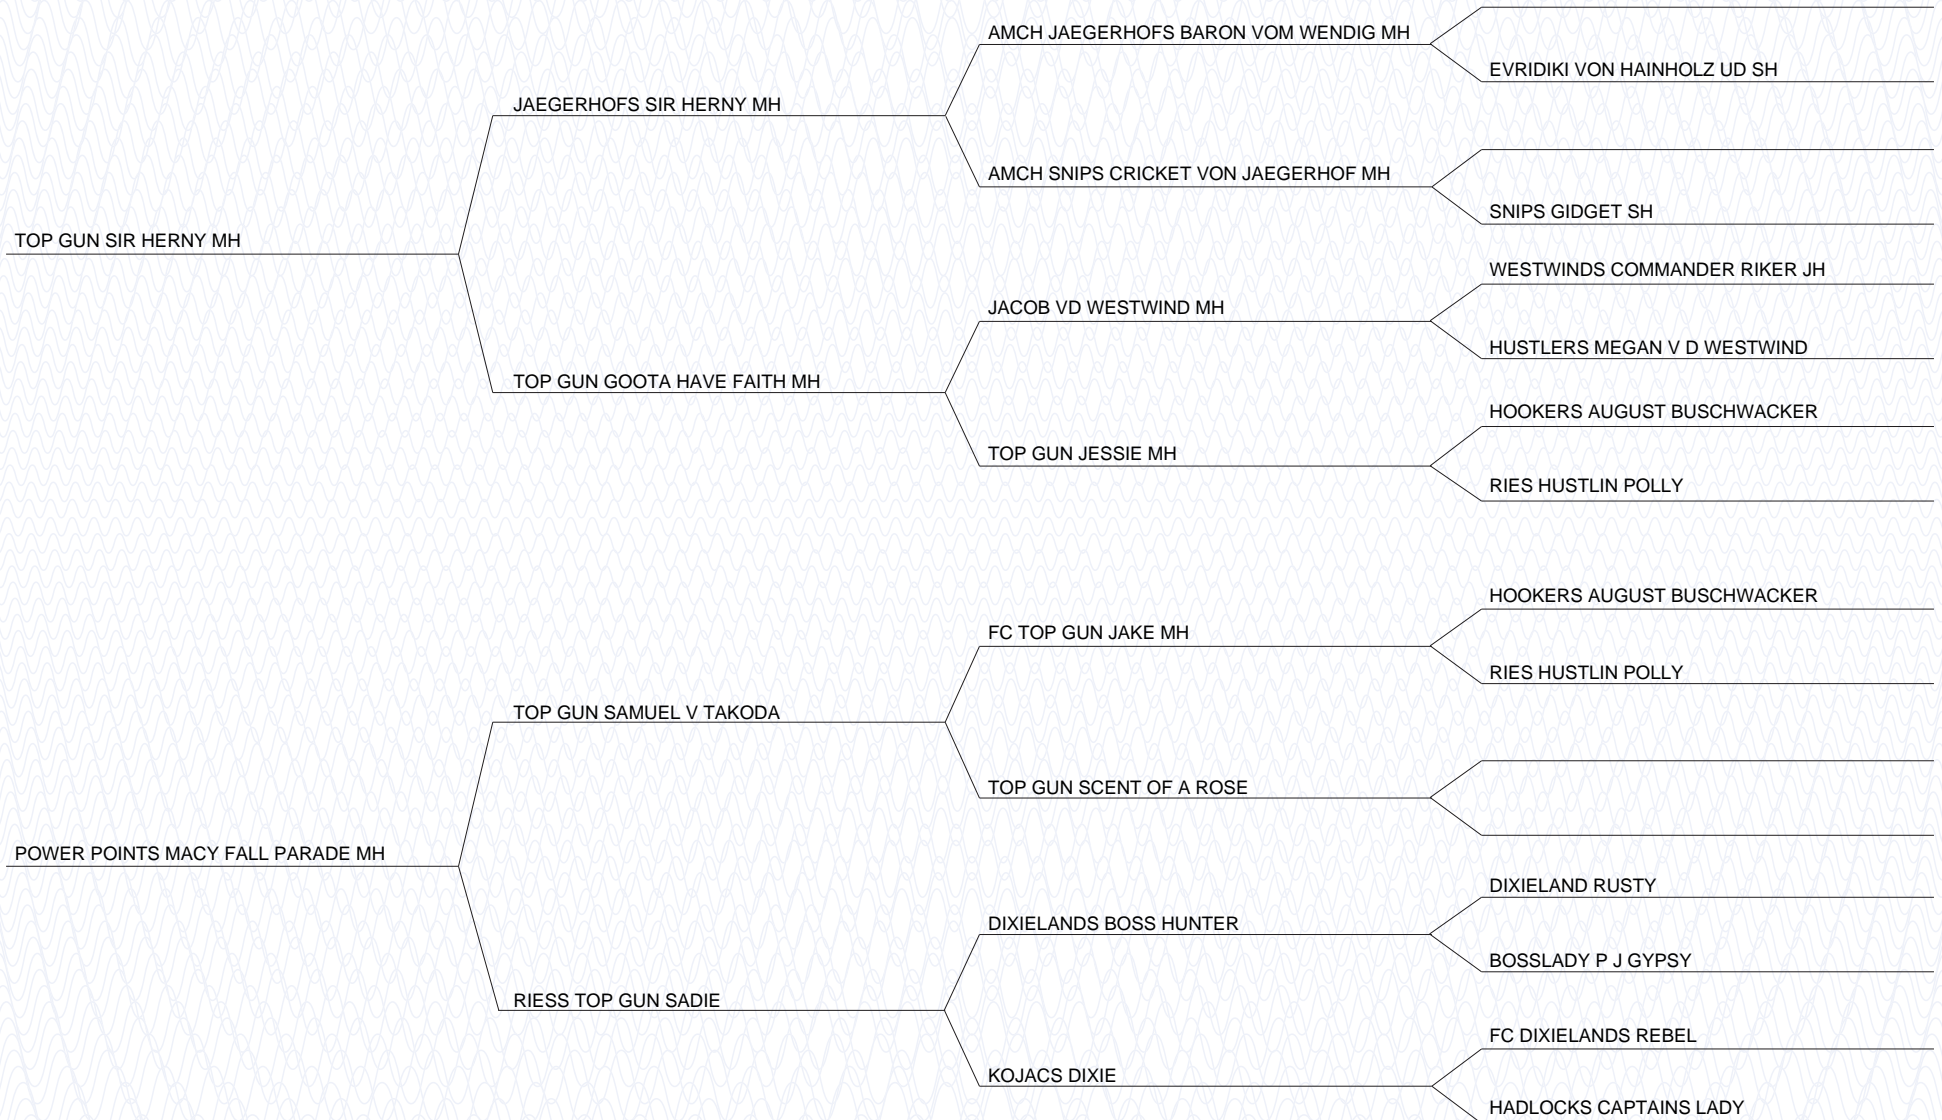 AMCH JAEGERHOFS BARON VOM WENDIG MH
EVRIDIKI VON HAINHOLZ UD SH
JAEGERHOFS SIR HERNY MH
AMCH SNIPS CRICKET VON JAEGERHOF MH
SNIPS GIDGET SH
TOP GUN SIR HERNY MH
WESTWINDS COMMANDER RIKER JH
JACOB VD WESTWIND MH
HUSTLERS MEGAN V D WESTWIND
TOP GUN GOOTA HAVE FAITH MH
HOOKERS AUGUST BUSCHWACKER
TOP GUN JESSIE MH
RIES HUSTLIN POLLY
HOOKERS AUGUST BUSCHWACKER
FC TOP GUN JAKE MH
RIES HUSTLIN POLLY
TOP GUN SAMUEL V TAKODA
TOP GUN SCENT OF A ROSE
POWER POINTS MACY FALL PARADE MH
DIXIELAND RUSTY
DIXIELANDS BOSS HUNTER
BOSSLADY P J GYPSY
RIESS TOP GUN SADIE
FC DIXIELANDS REBEL
KOJACS DIXIE
HADLOCKS CAPTAINS LADY